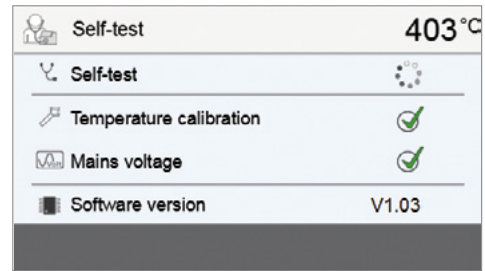 Self-test 403 °C
Self-test
Temperature calibration
Mains voltage
Software version V1.03